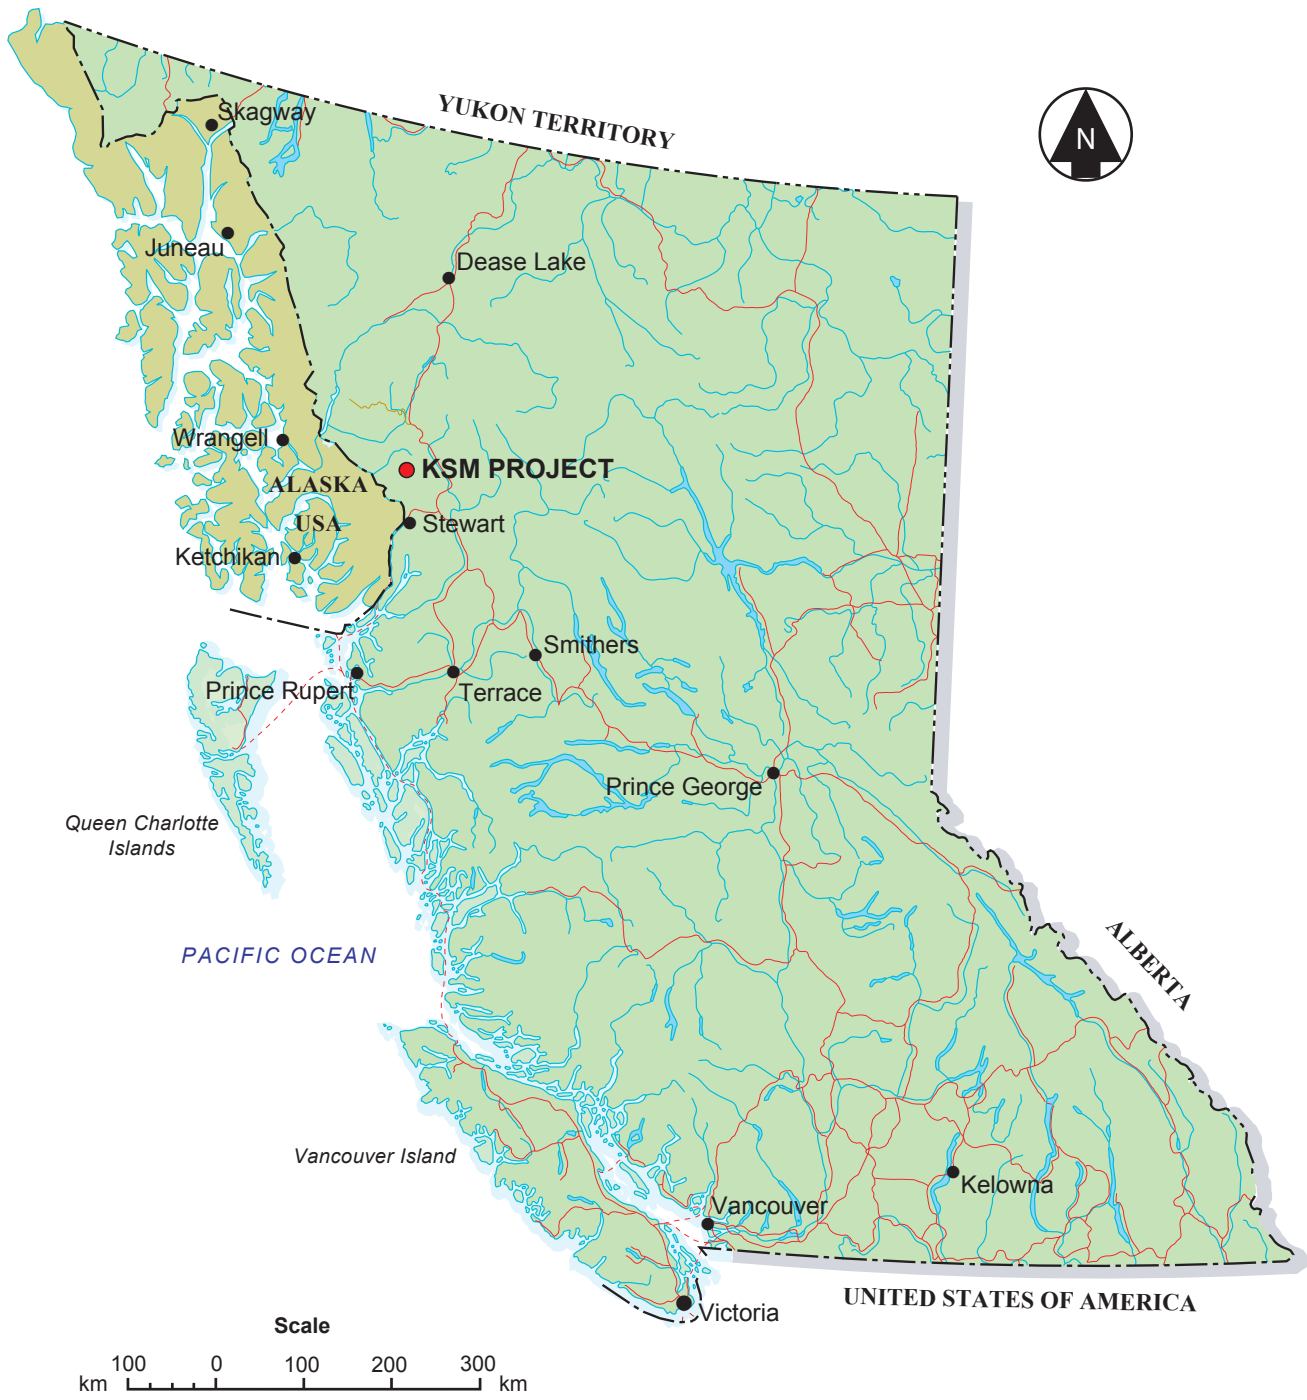 YUKON TERRITORY
N
Skagway
Juneau
Dease Lake
Wrangell
KSM PROJECT
ALASKA
USA
Stewart
Ketchikan
Smithers
Prince Rupert
Terrace
Prince George
Queen Charlotte
Islands
ALBERTA
PACIFIC OCEAN
Vancouver Island
Kelowna
Vancouver
UNITED STATES OF AMERICA
Victoria
Scale
100 0 100 200 300
km km